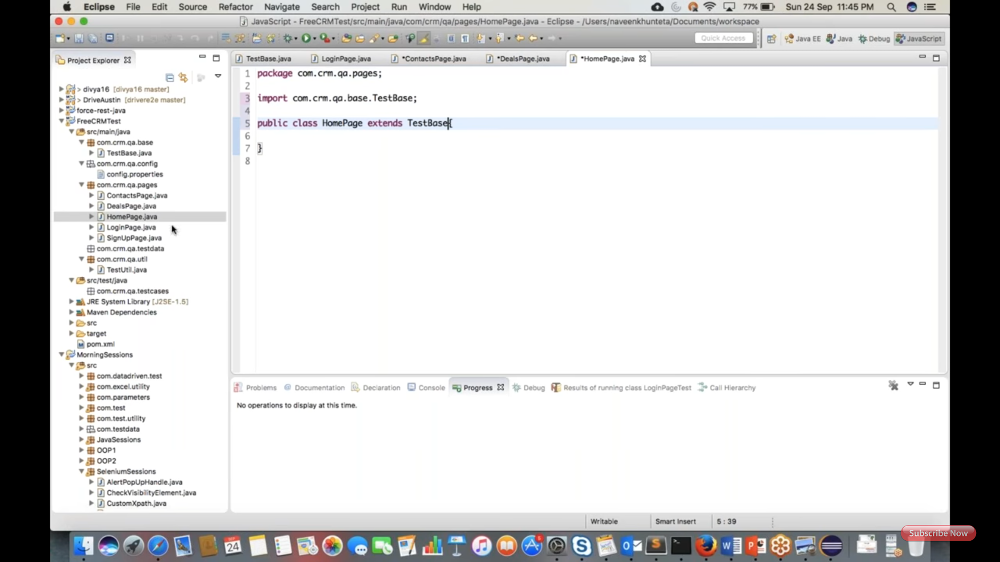 Eclipse File Edit Source Refactor Navigate Search Project Run Window Help 77% Sun 24 Sep 11:45 PM
JavaScript - FreeCRMTest/src/main/java/com/crm/qa/pages/HomePage.java - Eclipse - /Users/naveenkhunteta/Documents/workspace
Quick Access Java EE Java Debug JavaScript
Project Explorer
> divya16 [divya16 master]
> DriveAustin [drivere2e master]
force-rest-java
FreeCRMTest
src/main/java
com.crm.qa.base
TestBase.java
com.crm.qa.config
config.properties
com.crm.qa.pages
ContactsPage.java
DealsPage.java
HomePage.java
LoginPage.java
SignUpPage.java
com.crm.qa.testdata
com.crm.qa.util
TestUtil.java
src/test/java
com.crm.qa.testcases
JRE System Library [J2SE-1.5]
Maven Dependencies
src
target
pom.xml
MorningSessions
src
com.datadriven.test
com.excel.utility
com.parameters
com.test
com.test.utility
com.testdata
JavaSessions
OOP1
OOP2
SeleniumSessions
AlertPopUpHandle.java
CheckVisibilityElement.java
CustomXpath.java
TestBase.java LoginPage.java *ContactsPage.java *DealsPage.java *HomePage.java
1 package com.crm.qa.pages;
2
3 import com.crm.qa.base.TestBase;
4
5 public class HomePage extends TestBase{
6
7 }
8
Problems Documentation Declaration Console Progress Debug Results of running class LoginPageTest Call Hierarchy
No operations to display at this time.
Writable Smart Insert 5 : 39
SEP
24
5
Subscribe Now